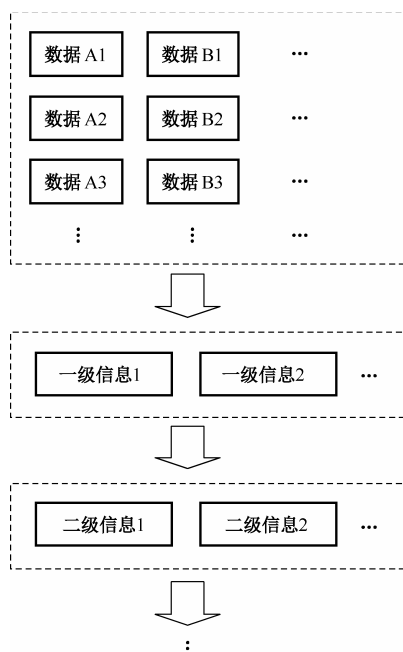 数据 A1 数据 B1 …
数据 A2 数据 B2 …
数据 A3 数据 B3 …
⋮ ⋮ …
一级信息1 一级信息2 …
二级信息1 二级信息2 …
⋮